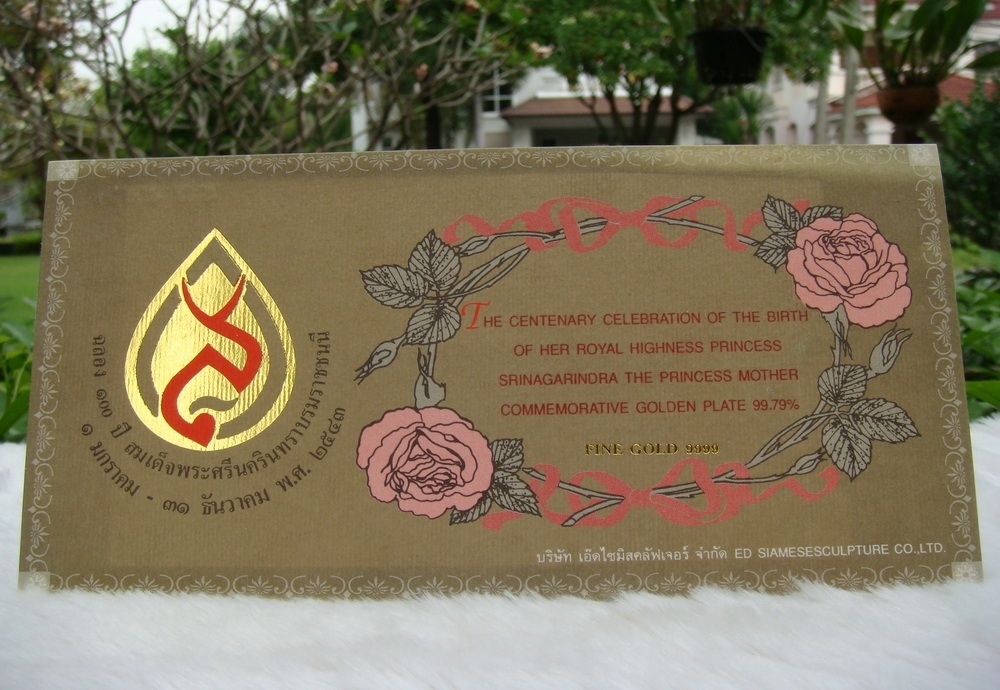 ฉลอง ๑๐๐ ปี สมเด็จพระศรีนครินทราบรมราชชนนี
๑ มกราคม - ๓๑ ธันวาคม พ.ศ. ๒๕๔๓
THE CENTENARY CELEBRATION OF THE BIRTH
OF HER ROYAL HIGHNESS PRINCESS
SRINAGARINDRA THE PRINCESS MOTHER
COMMEMORATIVE GOLDEN PLATE 99.79%
FINE GOLD 9999
บริษัท เอ๊ดไซมิสคลัฟเจอร์ จำกัด ED SIAMESESCULPTURE CO.,LTD.